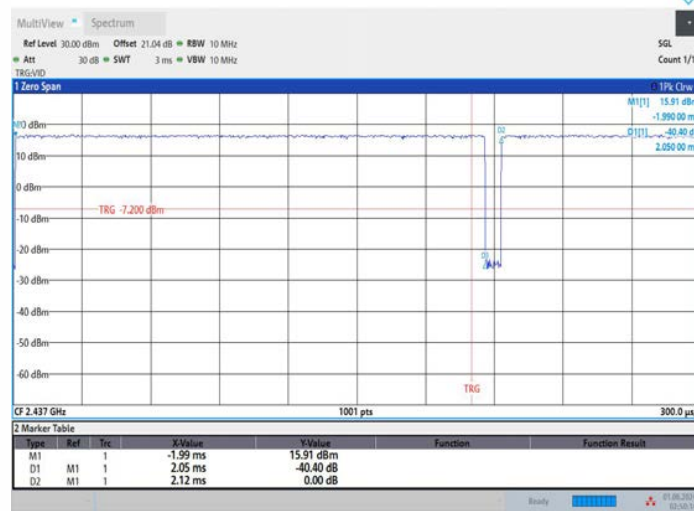 MultiView Spectrum
Ref Level 30.00 dBm Offset 21.04 dB RBW 10 MHz SGL
Att 30 dB SWT 3 ms VBW 10 MHz Count 1/1
TRG:VID
1 Zero Span 1Pk Clrw
M1[1] 15.91 dBm
-1.990 00 m
D1[1] -40.40 d
2.050 00 m
D2
10 dBm
0 dBm
TRG -7.200 dBm
-10 dBm
-20 dBm
D1
-30 dBm
-40 dBm
-50 dBm
-60 dBm
TRG
CF 2.437 GHz 1001 pts 300.0 µs
2 Marker Table
Type Ref Trc X-Value Y-Value Function Function Result
M1 1 -1.99 ms 15.91 dBm
D1 M1 1 2.05 ms -40.40 dB
D2 M1 1 2.12 ms 0.00 dB
Ready